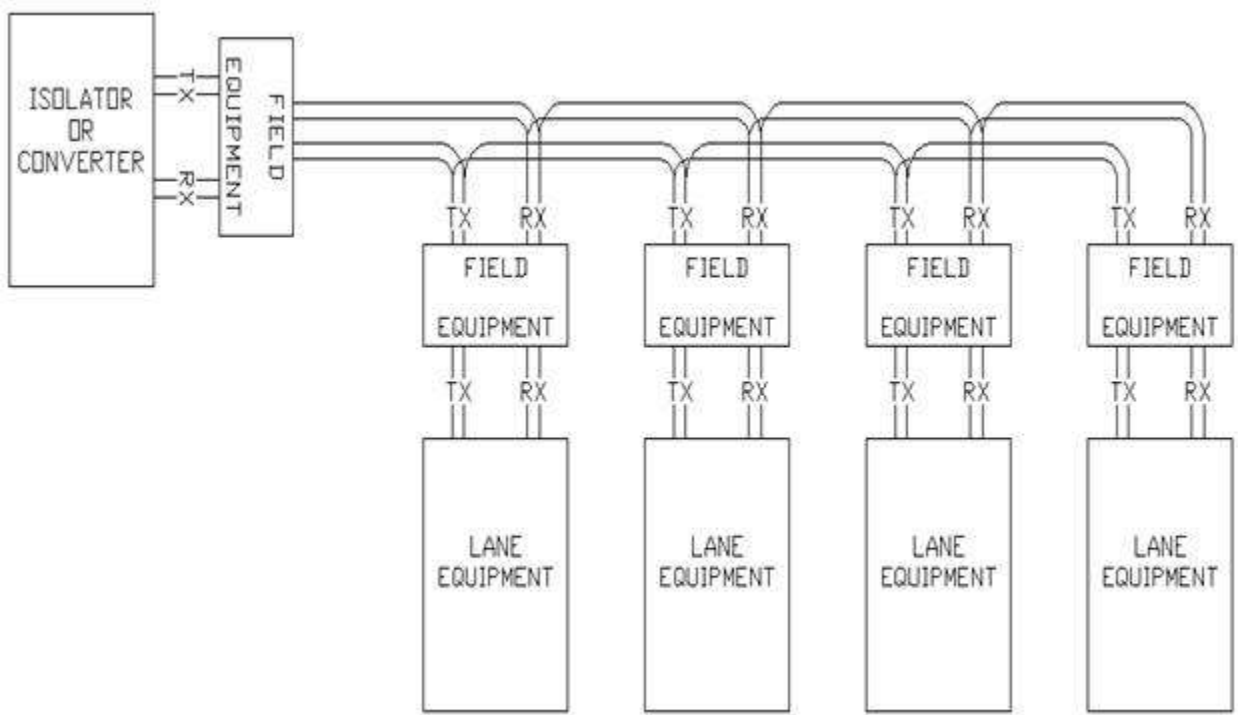 ISOLATOR
OR
CONVERTER
TX
RX
FIELD
EQUIPMENT
TX RX TX RX TX RX TX RX
FIELD FIELD FIELD FIELD
EQUIPMENT EQUIPMENT EQUIPMENT EQUIPMENT
TX RX TX RX TX RX TX RX
LANE LANE LANE LANE
EQUIPMENT EQUIPMENT EQUIPMENT EQUIPMENT